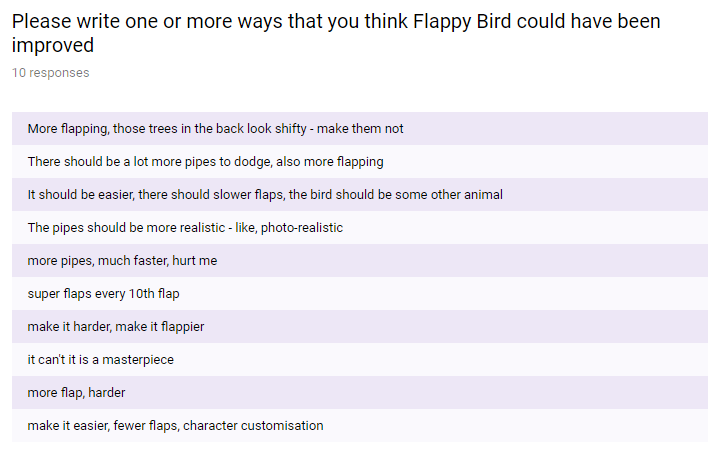 Please write one or more ways that you think Flappy Bird could have been
improved
10 responses
More flapping, those trees in the back look shifty - make them not
There should be a lot more pipes to dodge, also more flapping
It should be easier, there should slower flaps, the bird should be some other animal
The pipes should be more realistic - like, photo-realistic
more pipes, much faster, hurt me
super flaps every 10th flap
make it harder, make it flappier
it can't it is a masterpiece
more flap, harder
make it easier, fewer flaps, character customisation